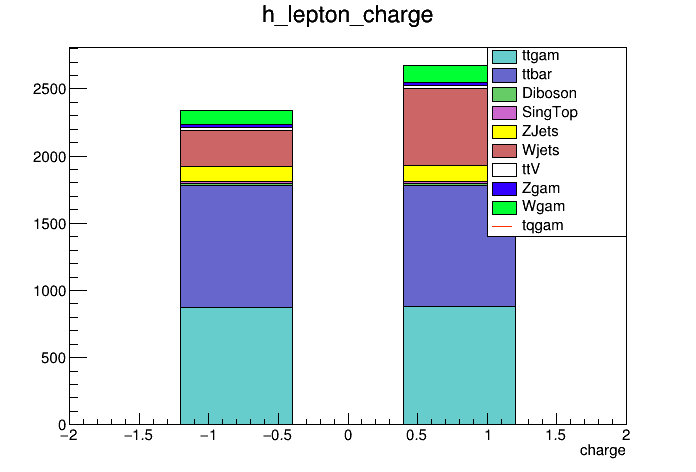 h_lepton_charge
ttgam
ttbar
Diboson
SingTop
ZJets
Wjets
ttV
Zgam
Wgam
tqgam
2500
2000
1500
1000
500
0
−2 −1.5 −1 −0.5 0 0.5 1 1.5 2
charge